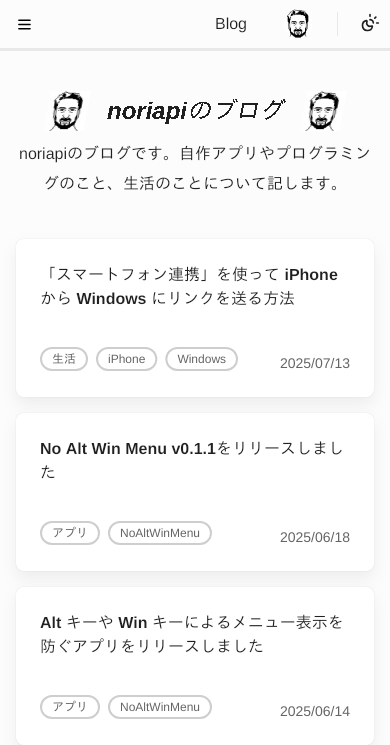 Blog
noriapiのブログ
noriapiのブログです。自作アプリやプログラミン
グのこと、生活のことについて記します。
「スマートフォン連携」を使って iPhone
から Windows にリンクを送る方法
生活 iPhone Windows 2025/07/13
No Alt Win Menu v0.1.1をリリースしまし
た
アプリ NoAltWinMenu 2025/06/18
Alt キーや Win キーによるメニュー表示を
防ぐアプリをリリースしました
アプリ NoAltWinMenu 2025/06/14